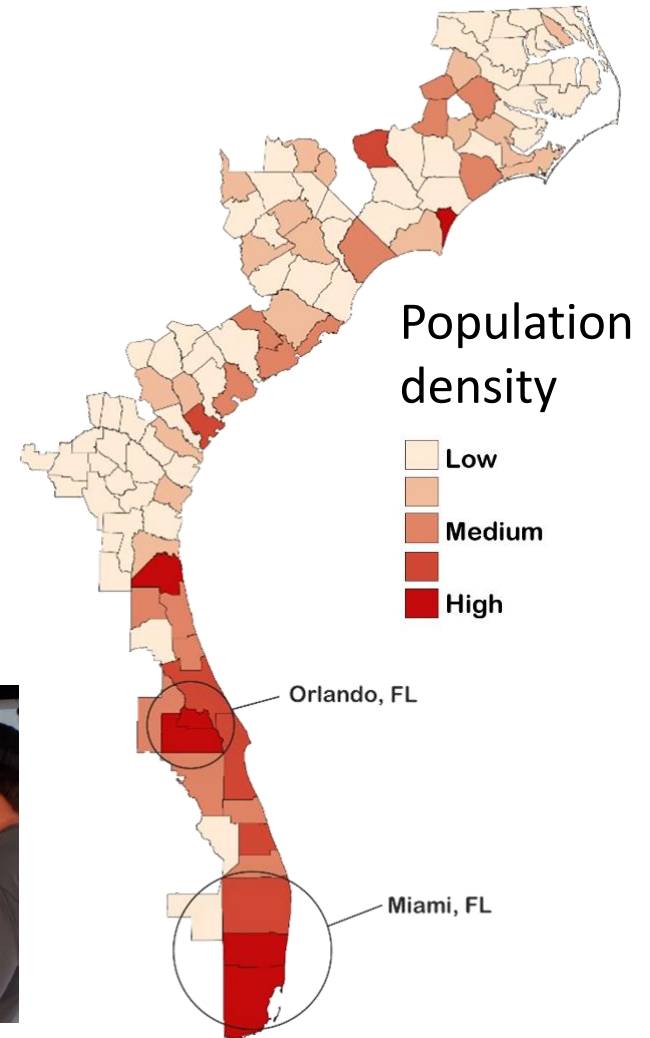 Population
density
Low
Medium
High
Orlando, FL
Miami, FL